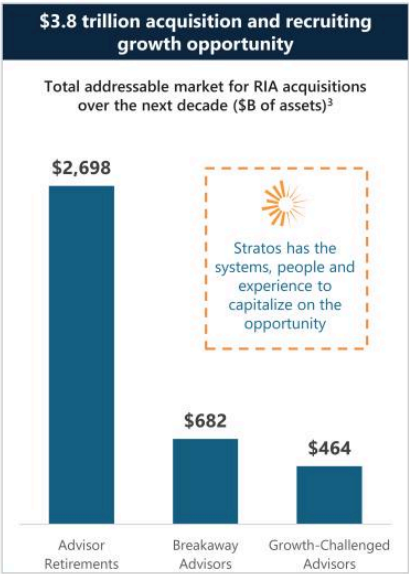 $3.8 trillion acquisition and recruiting
growth opportunity
Total addressable market for RIA acquisitions
over the next decade ($B of assets)³
$2,698
Stratos has the
systems, people and
experience to
capitalize on the
opportunity
$682
$464
Advisor
Retirements
Breakaway
Advisors
Growth-Challenged
Advisors